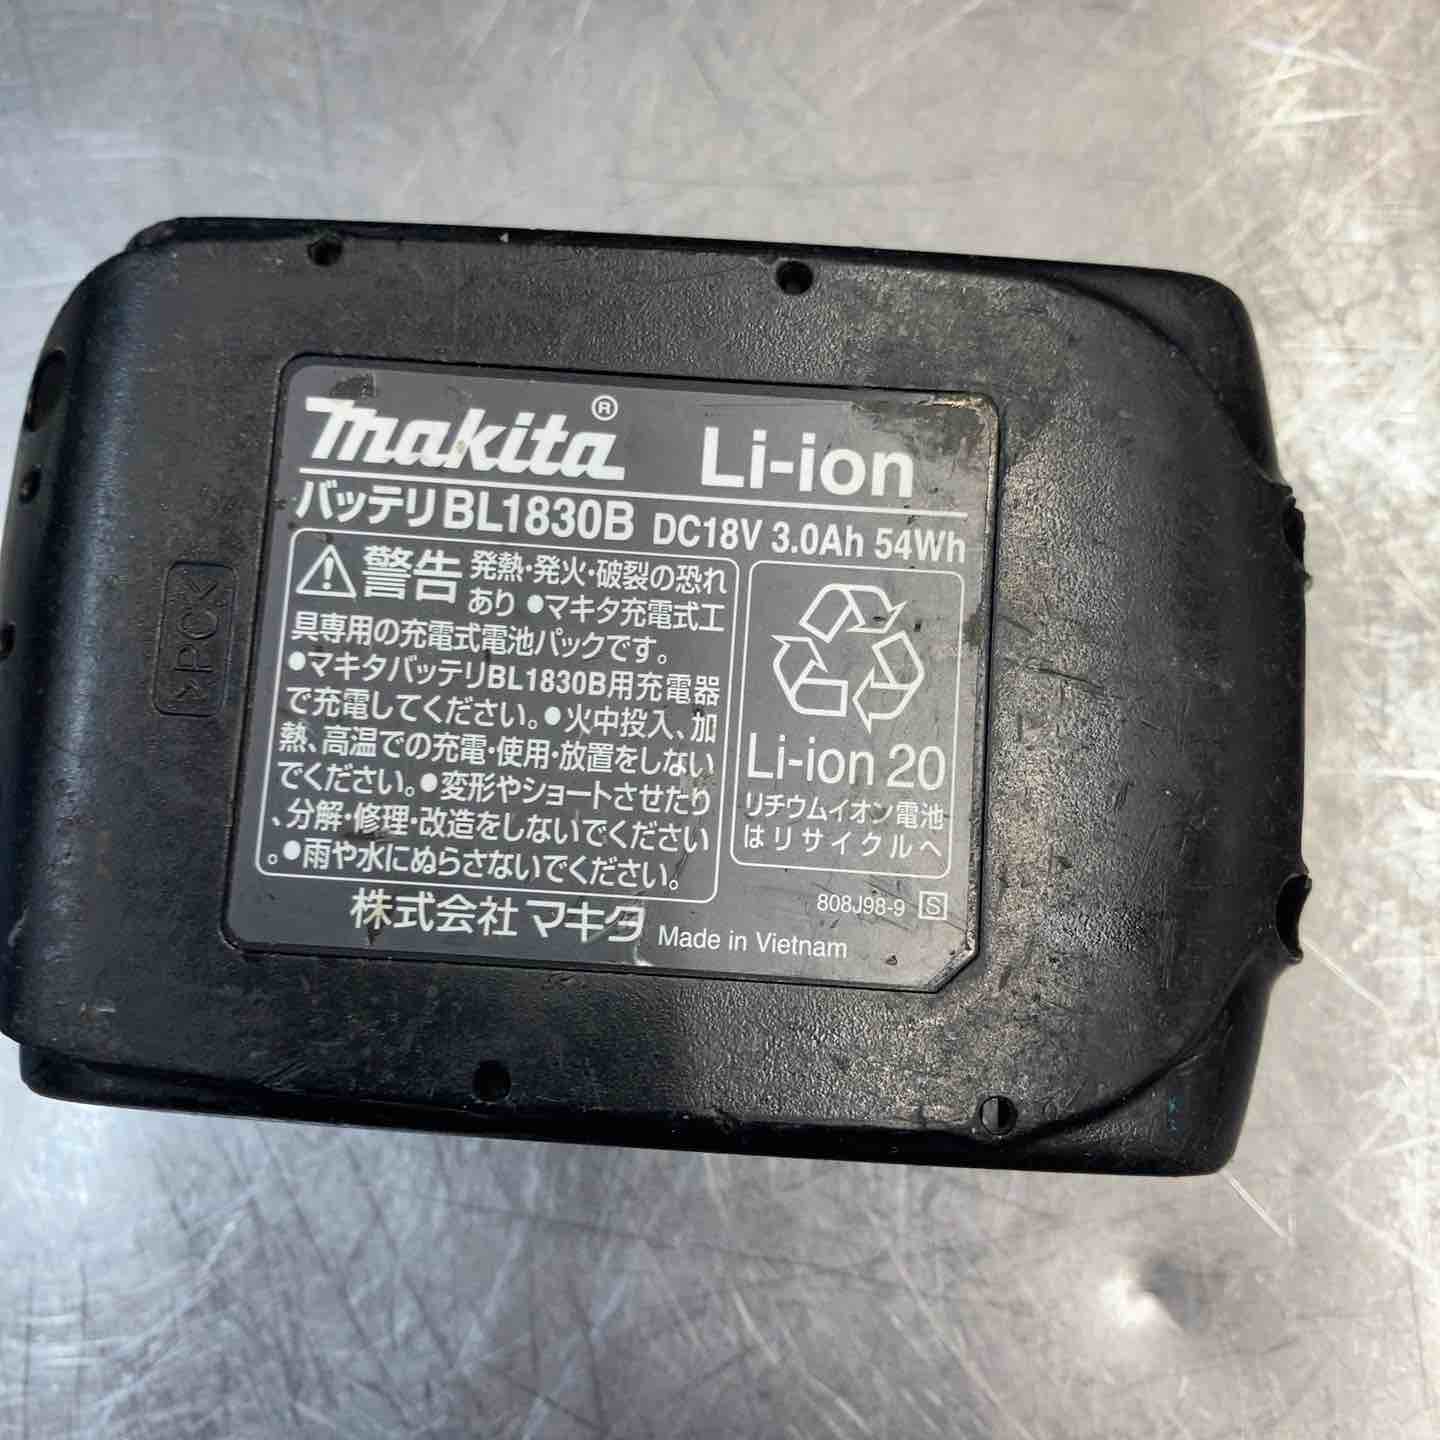 makita® Li-ion
バッテリBL1830B DC18V 3.0Ah 54Wh
警告 発熱・発火・破裂の恐れ
あり ●マキタ充電式工
具専用の充電式電池パックです。
●マキタバッテリBL1830B用充電器
で充電してください。●火中投入、加
熱、高温での充電・使用・放置をしない
でください。●変形やショートさせたり
、分解・修理・改造をしないでください
。●雨や水にぬらさないでください。
Li-ion 20
リチウムイオン電池
はリサイクルへ
808J98-9 S
株式会社マキタ Made in Vietnam